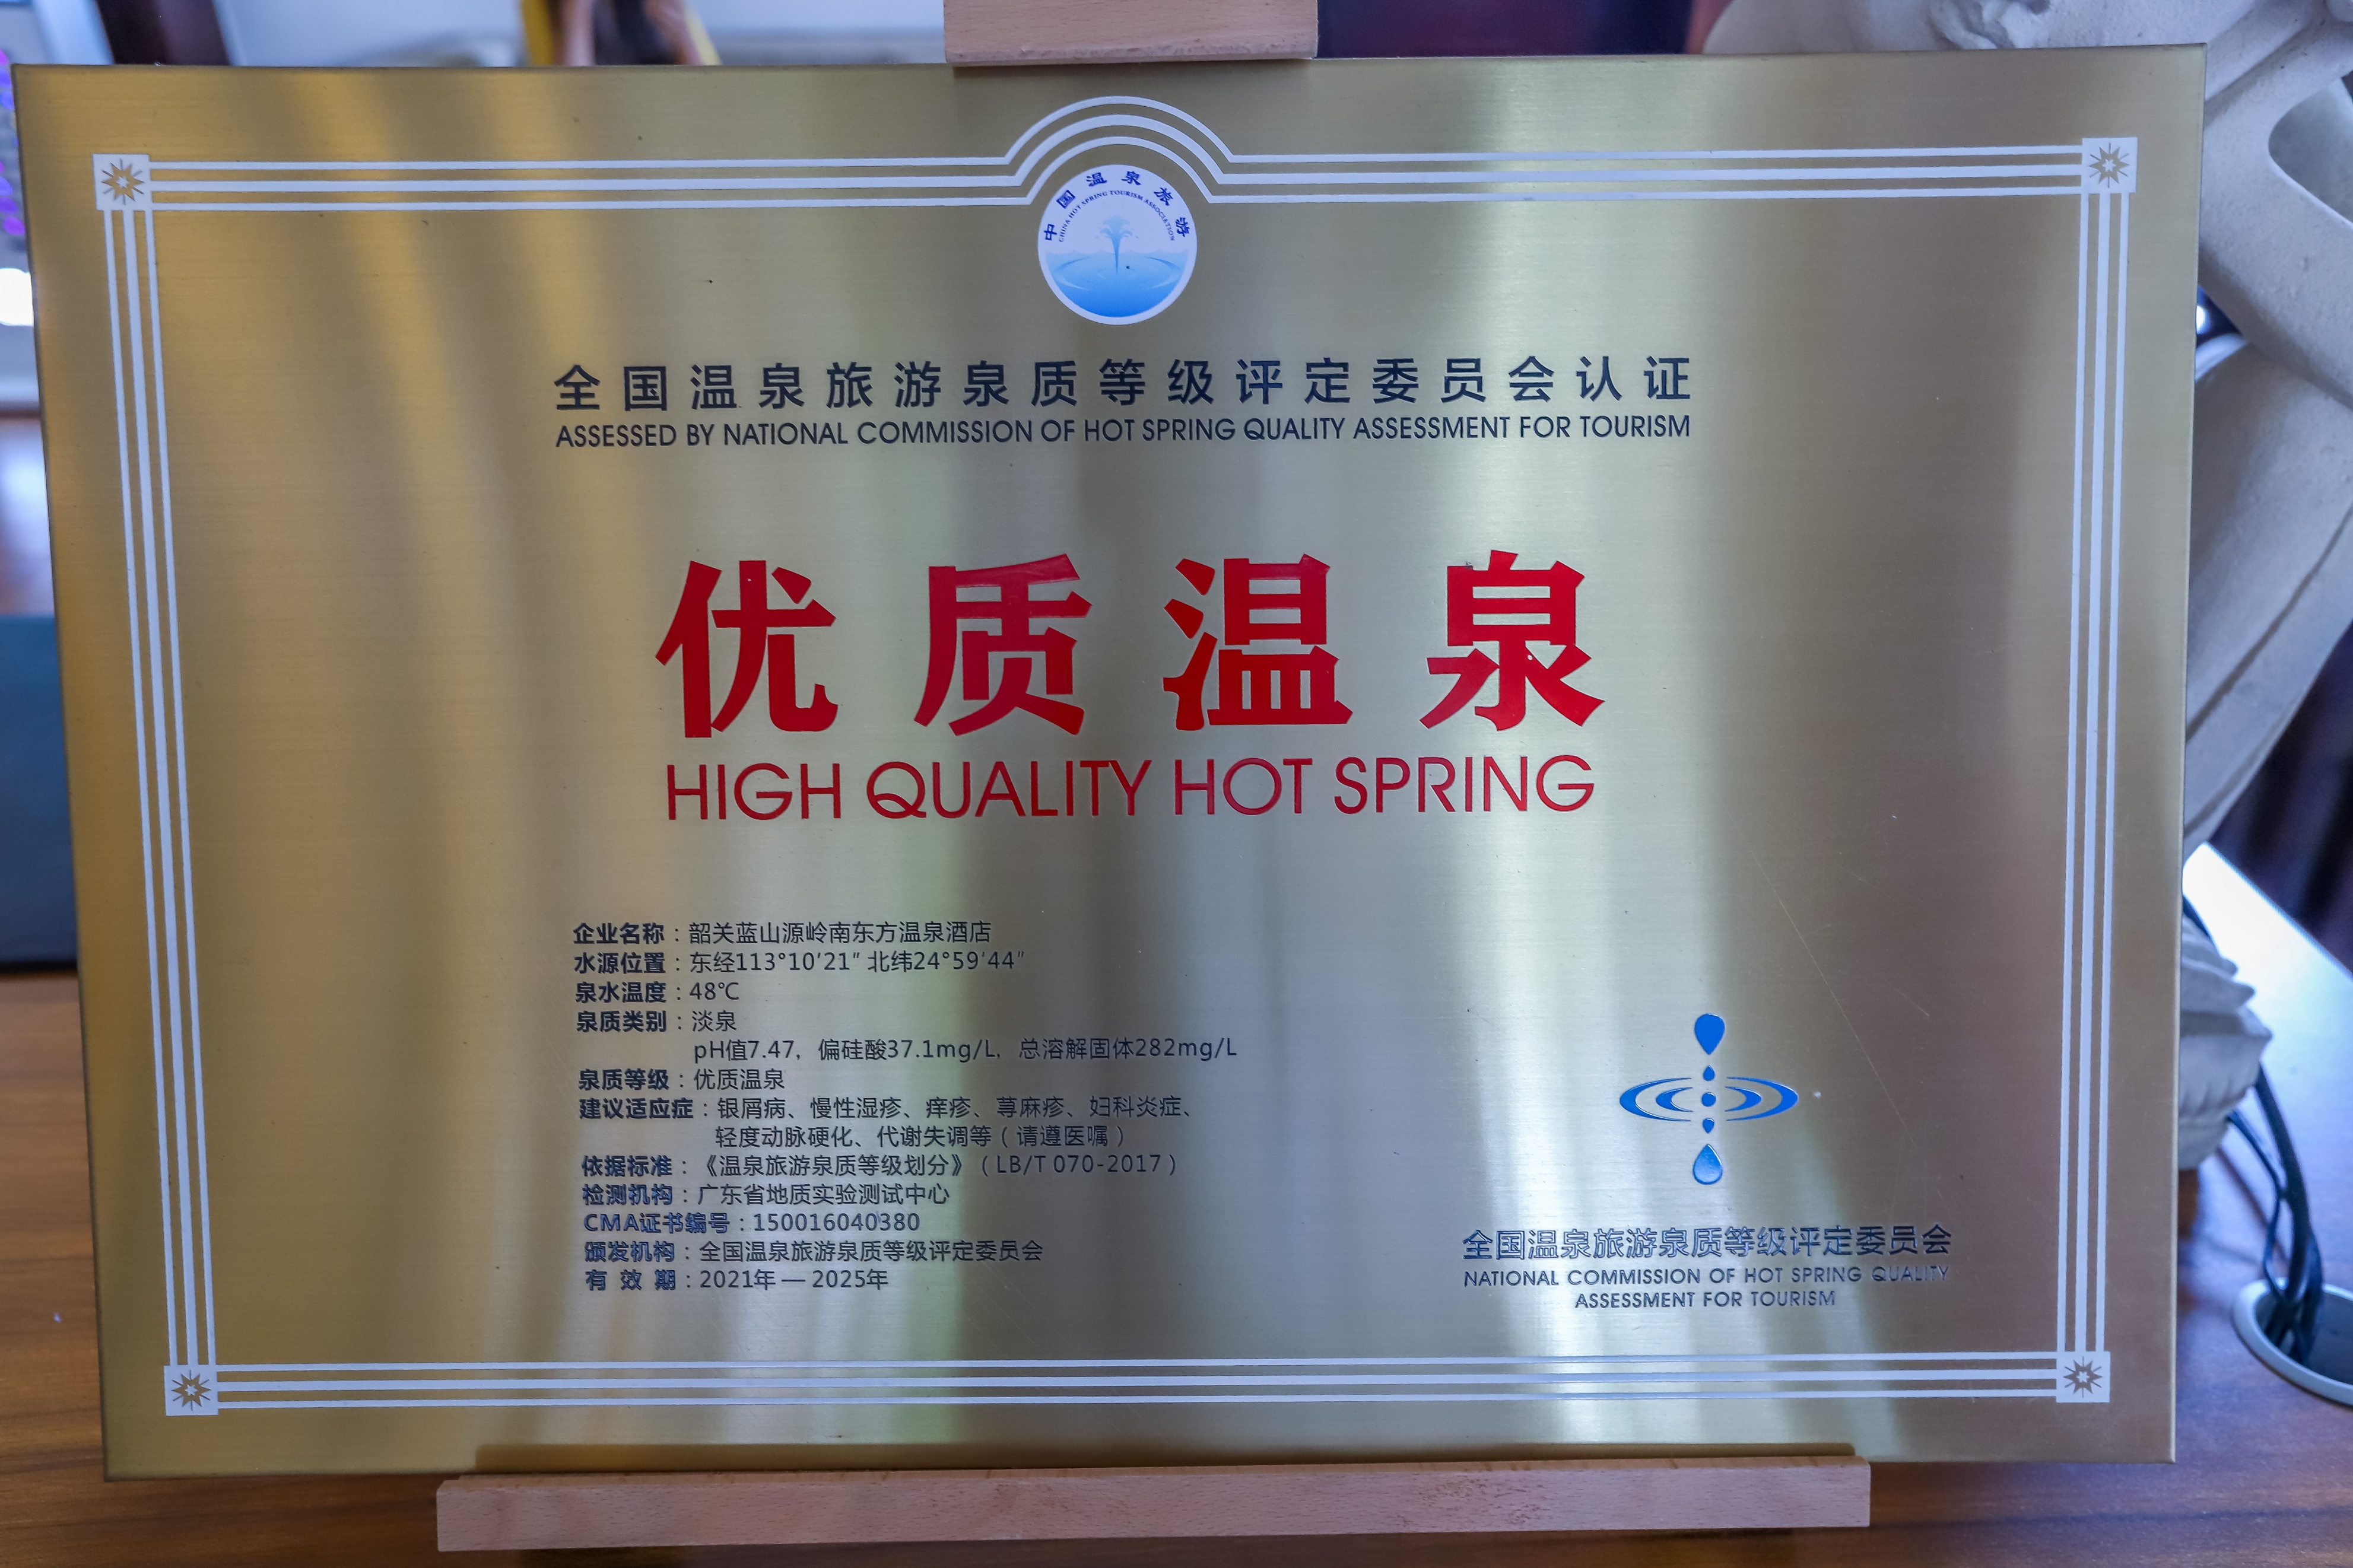 中国温泉旅游
CHINA HOT SPRING TOURISM ASSOCIATION
全国温泉旅游泉质等级评定委员会认证
ASSESSED BY NATIONAL COMMISSION OF HOT SPRING QUALITY ASSESSMENT FOR TOURISM
优质温泉
HIGH QUALITY HOT SPRING
企业名称：韶关蓝山源岭南东方温泉酒店
水源位置：东经113°10′21″ 北纬24°59′44″
泉水温度：48℃
泉质类别：淡泉
pH值7.47，偏硅酸37.1mg/L，总溶解固体282mg/L
泉质等级：优质温泉
建议适应症：银屑病、慢性湿疹、痒疹、荨麻疹、妇科炎症、
轻度动脉硬化、代谢失调等（请遵医嘱）
依据标准：《温泉旅游泉质等级划分》（LB/T 070-2017）
检测机构：广东省地质实验测试中心
CMA证书编号：150016040380
颁发机构：全国温泉旅游泉质等级评定委员会
有 效 期：2021年 — 2025年
全国温泉旅游泉质等级评定委员会
NATIONAL COMMISSION OF HOT SPRING QUALITY
ASSESSMENT FOR TOURISM